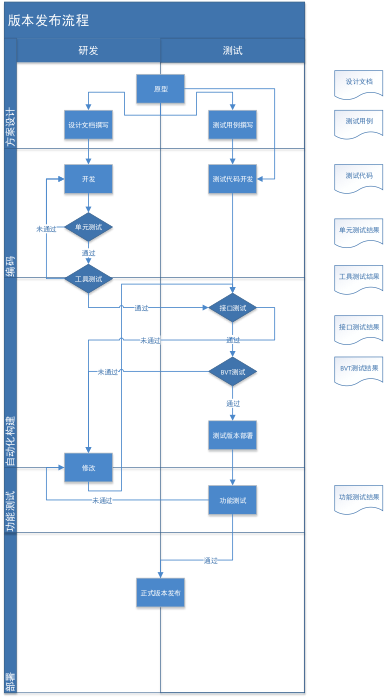 版本发布流程
研发
测试
方案设计
原型
设计文档撰写
测试用例撰写
设计文档
测试用例
编码
开发
测试代码开发
测试代码
未通过
单元测试
单元测试结果
通过
工具测试
工具测试结果
自动化构建
通过
接口测试
接口测试结果
未通过
通过
未通过
BVT测试
BVT测试结果
通过
测试版本部署
修改
功能测试
未通过
功能测试
功能测试结果
部署
通过
正式版本发布